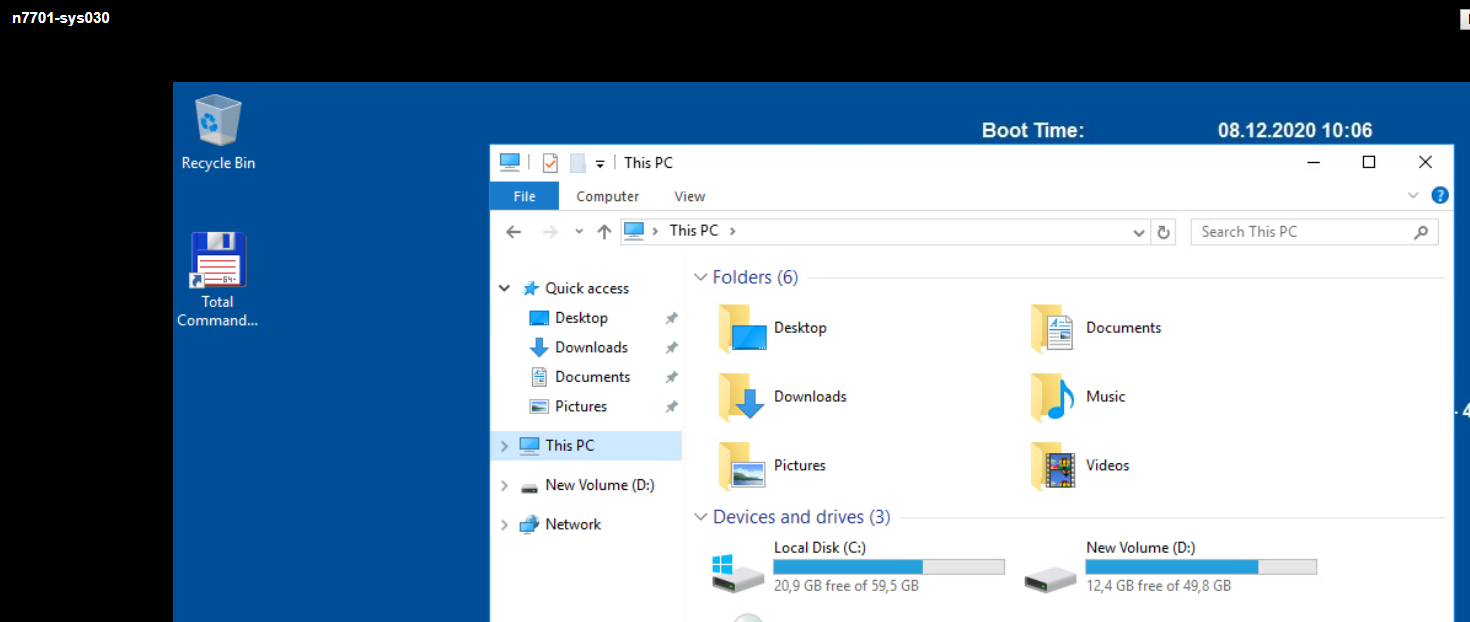 n7701-sys030
Recycle Bin
Boot Time: 08.12.2020 10:06
This PC
File Computer View
This PC
Search This PC
Total
Command...
Quick access
Desktop
Downloads
Documents
Pictures
This PC
New Volume (D:)
Network
Folders (6)
Desktop Documents
Downloads Music
Pictures Videos
Devices and drives (3)
Local Disk (C:) New Volume (D:)
20,9 GB free of 59,5 GB 12,4 GB free of 49,8 GB